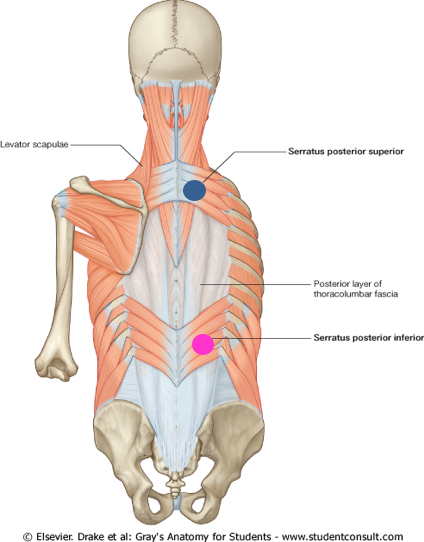 Levator scapulae
Serratus posterior superior
Posterior layer of
thoracolumbar fascia
Serratus posterior inferior
© Elsevier. Drake et al: Gray's Anatomy for Students - www.studentconsult.com